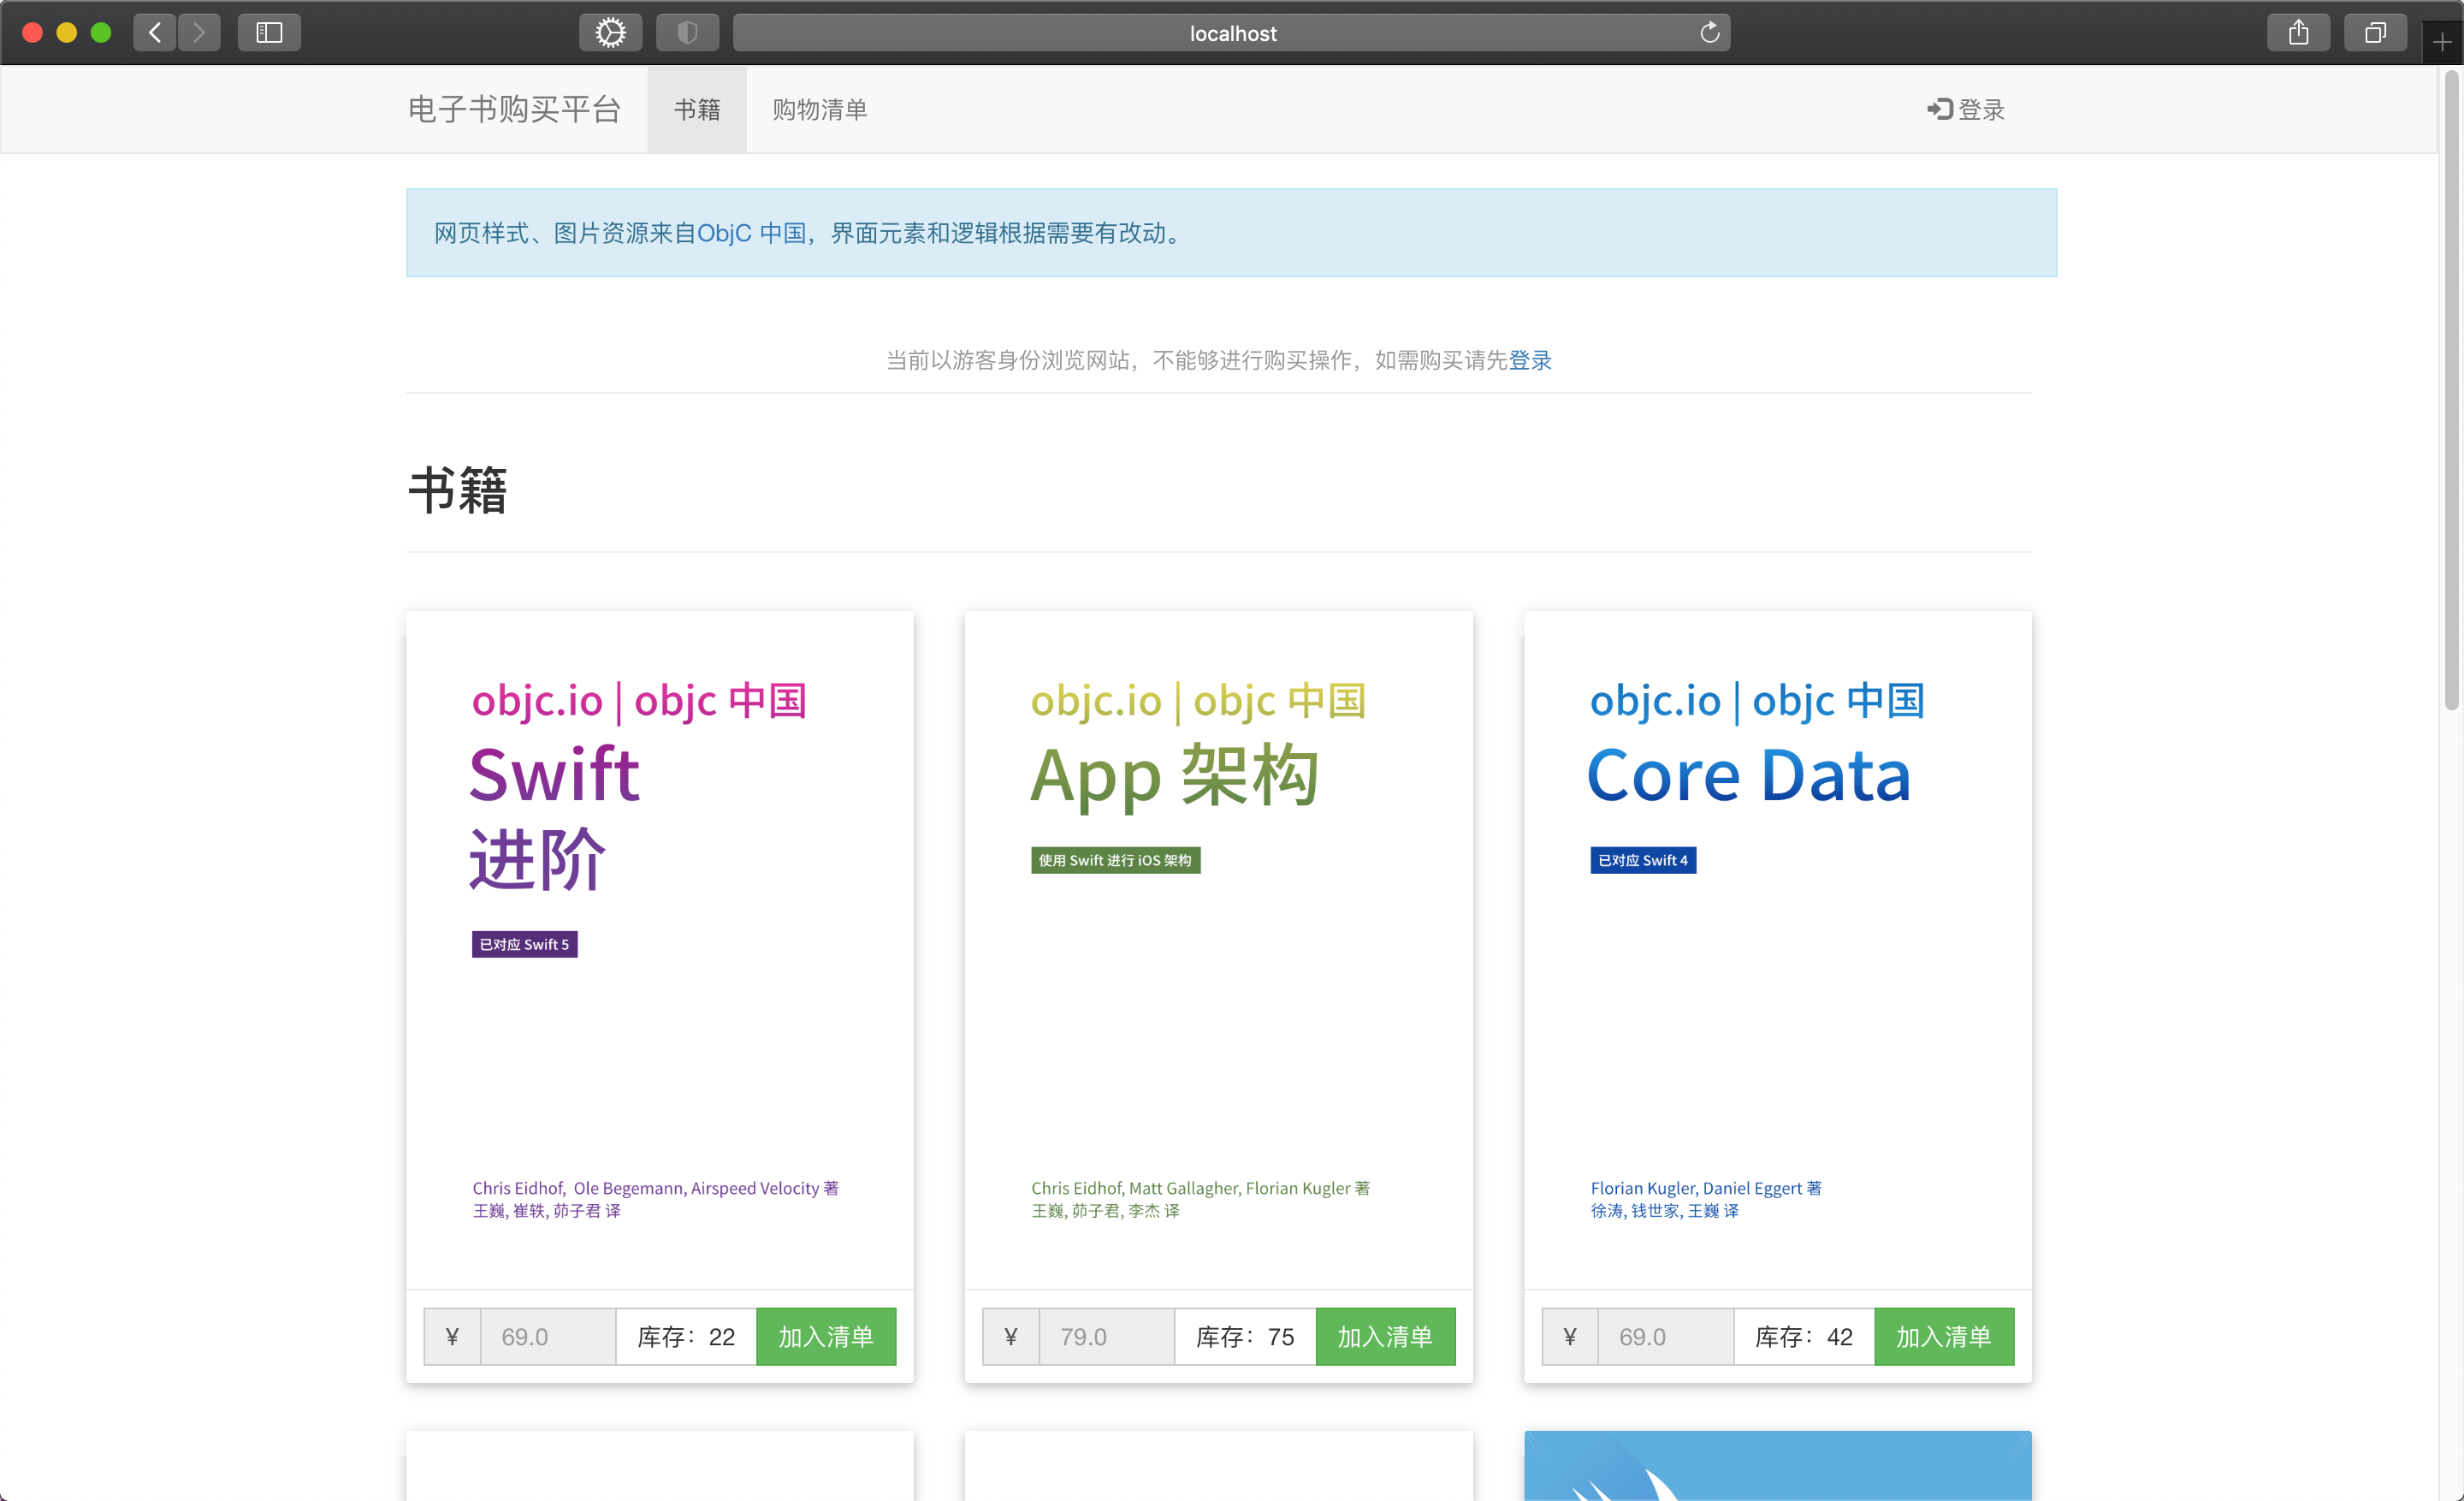 localhost
电子书购买平台 书籍 购物清单 登录
网页样式、图片资源来自ObjC 中国，界面元素和逻辑根据需要有改动。
当前以游客身份浏览网站，不能够进行购买操作，如需购买请先登录
书籍
objc.io | objc 中国
Swift
进阶
已对应 Swift 5
Chris Eidhof, Ole Begemann, Airspeed Velocity 著
王巍, 崔轶, 茆子君 译
¥ 69.0 库存：22 加入清单
objc.io | objc 中国
App 架构
使用 Swift 进行 iOS 架构
Chris Eidhof, Matt Gallagher, Florian Kugler 著
王巍, 茆子君, 李杰 译
¥ 79.0 库存：75 加入清单
objc.io | objc 中国
Core Data
已对应 Swift 4
Florian Kugler, Daniel Eggert 著
徐涛, 钱世家, 王巍 译
¥ 69.0 库存：42 加入清单